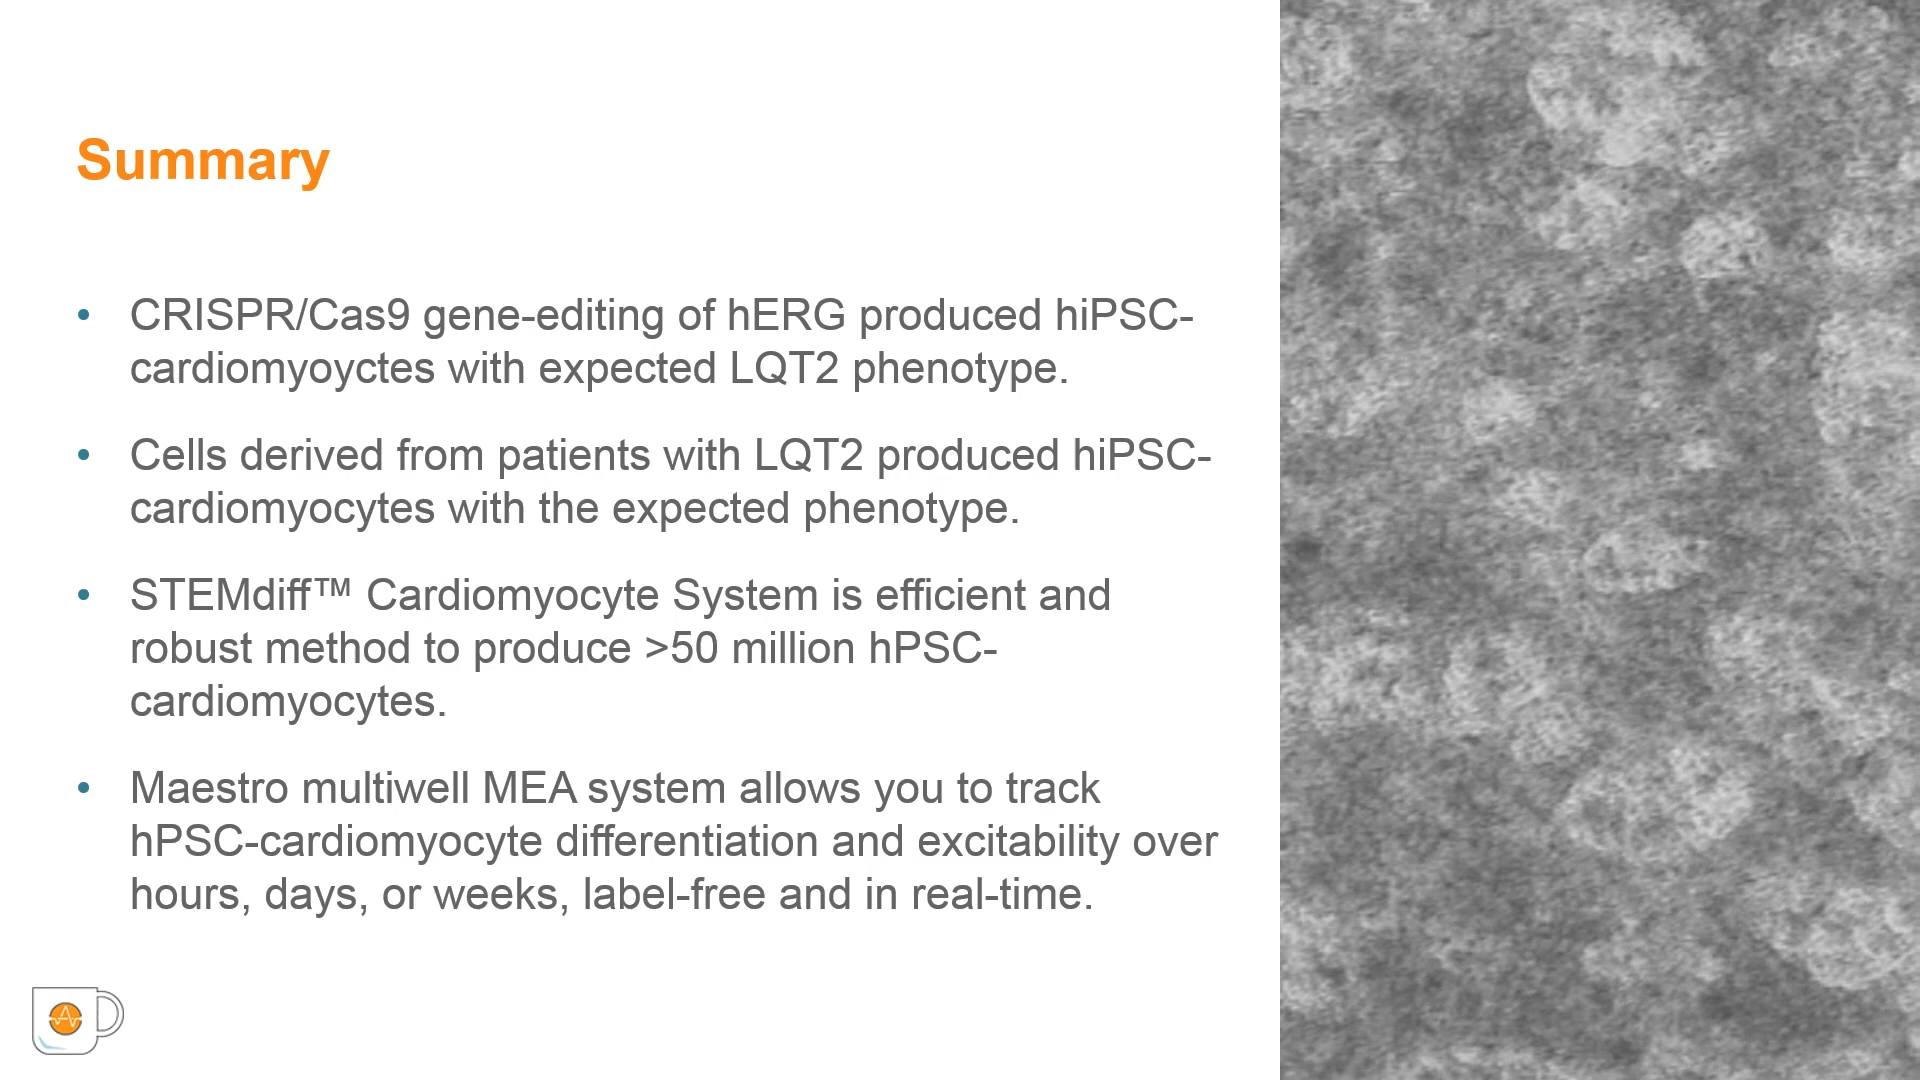 Summary
• CRISPR/Cas9 gene-editing of hERG produced hiPSC-
cardiomyoyctes with expected LQT2 phenotype.
• Cells derived from patients with LQT2 produced hiPSC-
cardiomyocytes with the expected phenotype.
• STEMdiff™ Cardiomyocyte System is efficient and
robust method to produce >50 million hPSC-
cardiomyocytes.
• Maestro multiwell MEA system allows you to track
hPSC-cardiomyocyte differentiation and excitability over
hours, days, or weeks, label-free and in real-time.